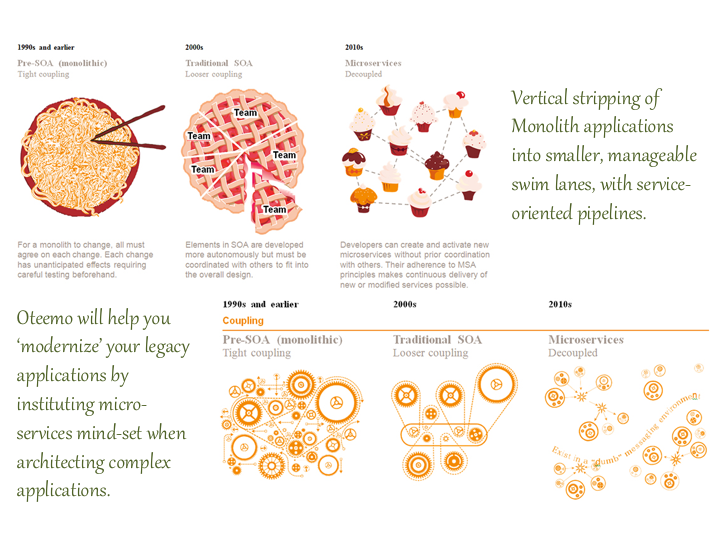 1990s and earlier
Pre-SOA (monolithic)
Tight coupling
2000s
Traditional SOA
Looser coupling
2010s
Microservices
Decoupled
Team
Team
Team
Team
Team
For a monolith to change, all must
agree on each change. Each change
has unanticipated effects requiring
careful testing beforehand.
Elements in SOA are developed
more autonomously but must be
coordinated with others to fit into
the overall design.
Developers can create and activate new
microservices without prior coordination
with others. Their adherence to MSA
principles makes continuous delivery of
new or modified services possible.
Vertical stripping of
Monolith applications
into smaller, manageable
swim lanes, with service-
oriented pipelines.
Oteemo will help you
‘modernize’ your legacy
applications by
instituting micro-
services mind-set when
architecting complex
applications.
1990s and earlier
2000s
2010s
Coupling
Pre-SOA (monolithic)
Tight coupling
Traditional SOA
Looser coupling
Microservices
Decoupled
Exist in a "dumb" messaging environment